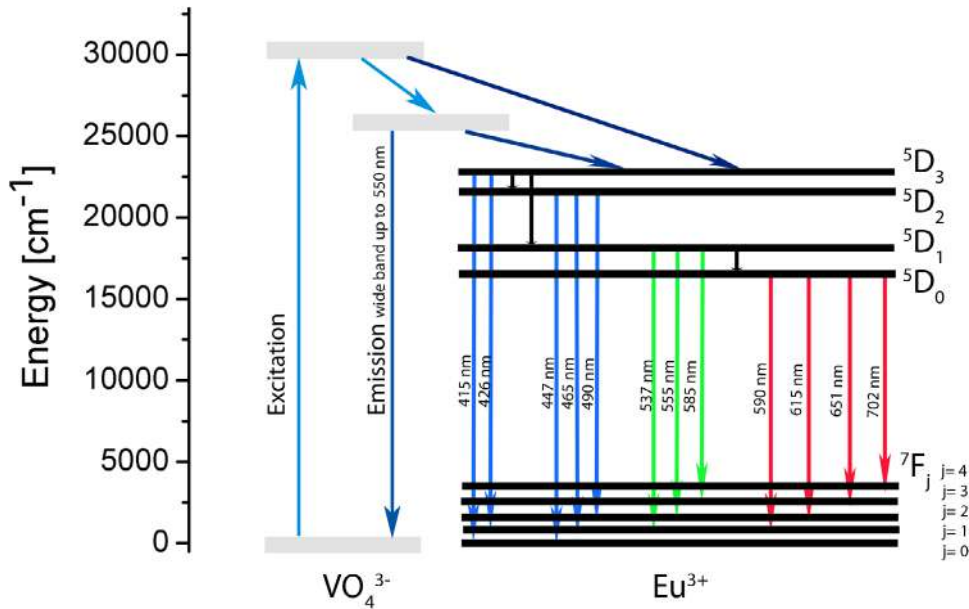 Energy [cm⁻¹]
30000
25000
20000
15000
10000
5000
0
Excitation
Emission wide band up to 550 nm
⁵D₃
⁵D₂
⁵D₁
⁵D₀
415 nm
426 nm
447 nm
465 nm
490 nm
537 nm
555 nm
585 nm
590 nm
615 nm
651 nm
702 nm
⁷Fⱼ j= 4
j= 3
j= 2
j= 1
j= 0
VO₄³⁻
Eu³⁺